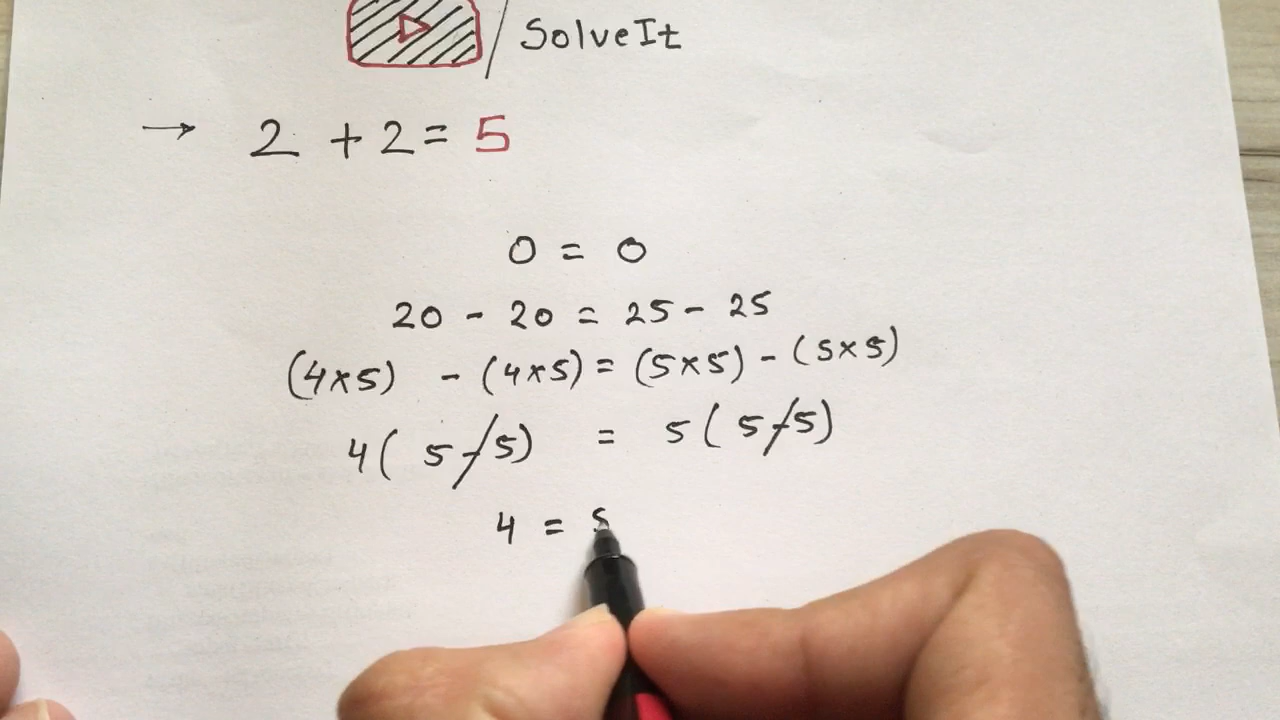 / SolveIt
→ 2 + 2 = 5
0 = 0
20 - 20 = 25 - 25
(4×5) - (4×5) = (5×5) - (5×5)
4(5-5) = 5(5-5)
4 = 5